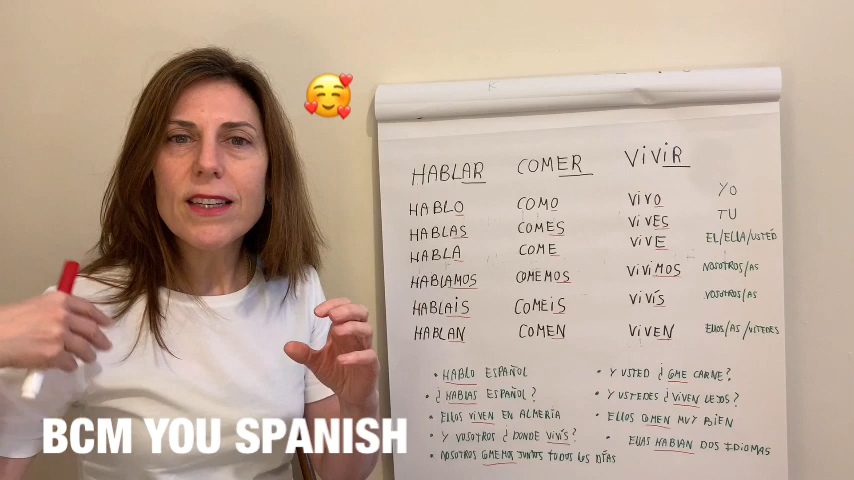 HABLAR COMER VIVIR
HABLO COMO VIVO YO
HABLAS COMES VIVES TU
HABLA COME VIVE EL/ELLA/USTED
HABLAMOS COMEMOS VIVIMOS NOSOTROS/AS
HABLAIS COMEIS VIVÍS VOSOTROS/AS
HABLAN COMEN VIVEN ELLOS/AS/USTEDES
• HABLO ESPAÑOL
• ¿HABLAS ESPAÑOL?
• ELLOS VIVEN EN ALMERÍA
• Y VOSOTROS ¿DONDE VIVÍS?
• NOSOTROS COMEMOS JUNTOS TODOS LOS DÍAS
• Y USTED ¿COME CARNE?
• Y USTEDES ¿VIVEN LEJOS?
• ELLOS COMEN MUY BIEN
• ELLAS HABLAN DOS IDIOMAS
BCM YOU SPANISH